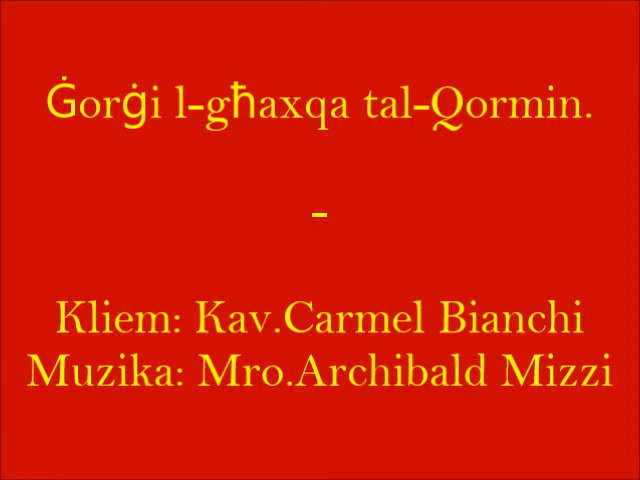 Ġorġi l-għaxqa tal-Qormin.
-
Kliem: Kav.Carmel Bianchi
Muzika: Mro.Archibald Mizzi